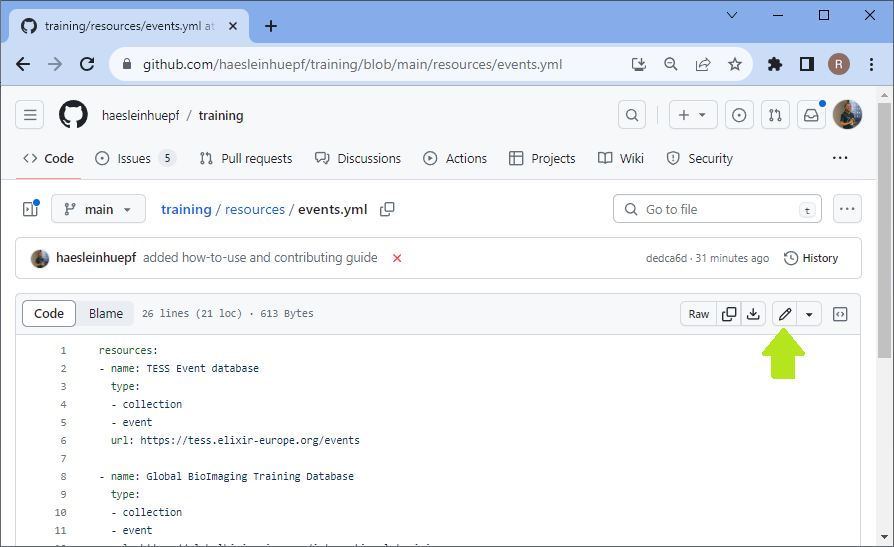 training/resources/events.yml at
github.com/haesleinhuepf/training/blob/main/resources/events.yml
R
haesleinhuepf / training
Code Issues 5 Pull requests Discussions Actions Projects Wiki Security
main training / resources / events.yml Go to file t
haesleinhuepf added how-to-use and contributing guide dedca6d · 31 minutes ago History
Code Blame 26 lines (21 loc) · 613 Bytes Raw
1 resources:
2 - name: TESS Event database
3 type:
4 - collection
5 - event
6 url: https://tess.elixir-europe.org/events
7
8 - name: Global BioImaging Training Database
9 type:
10 - collection
11 - event